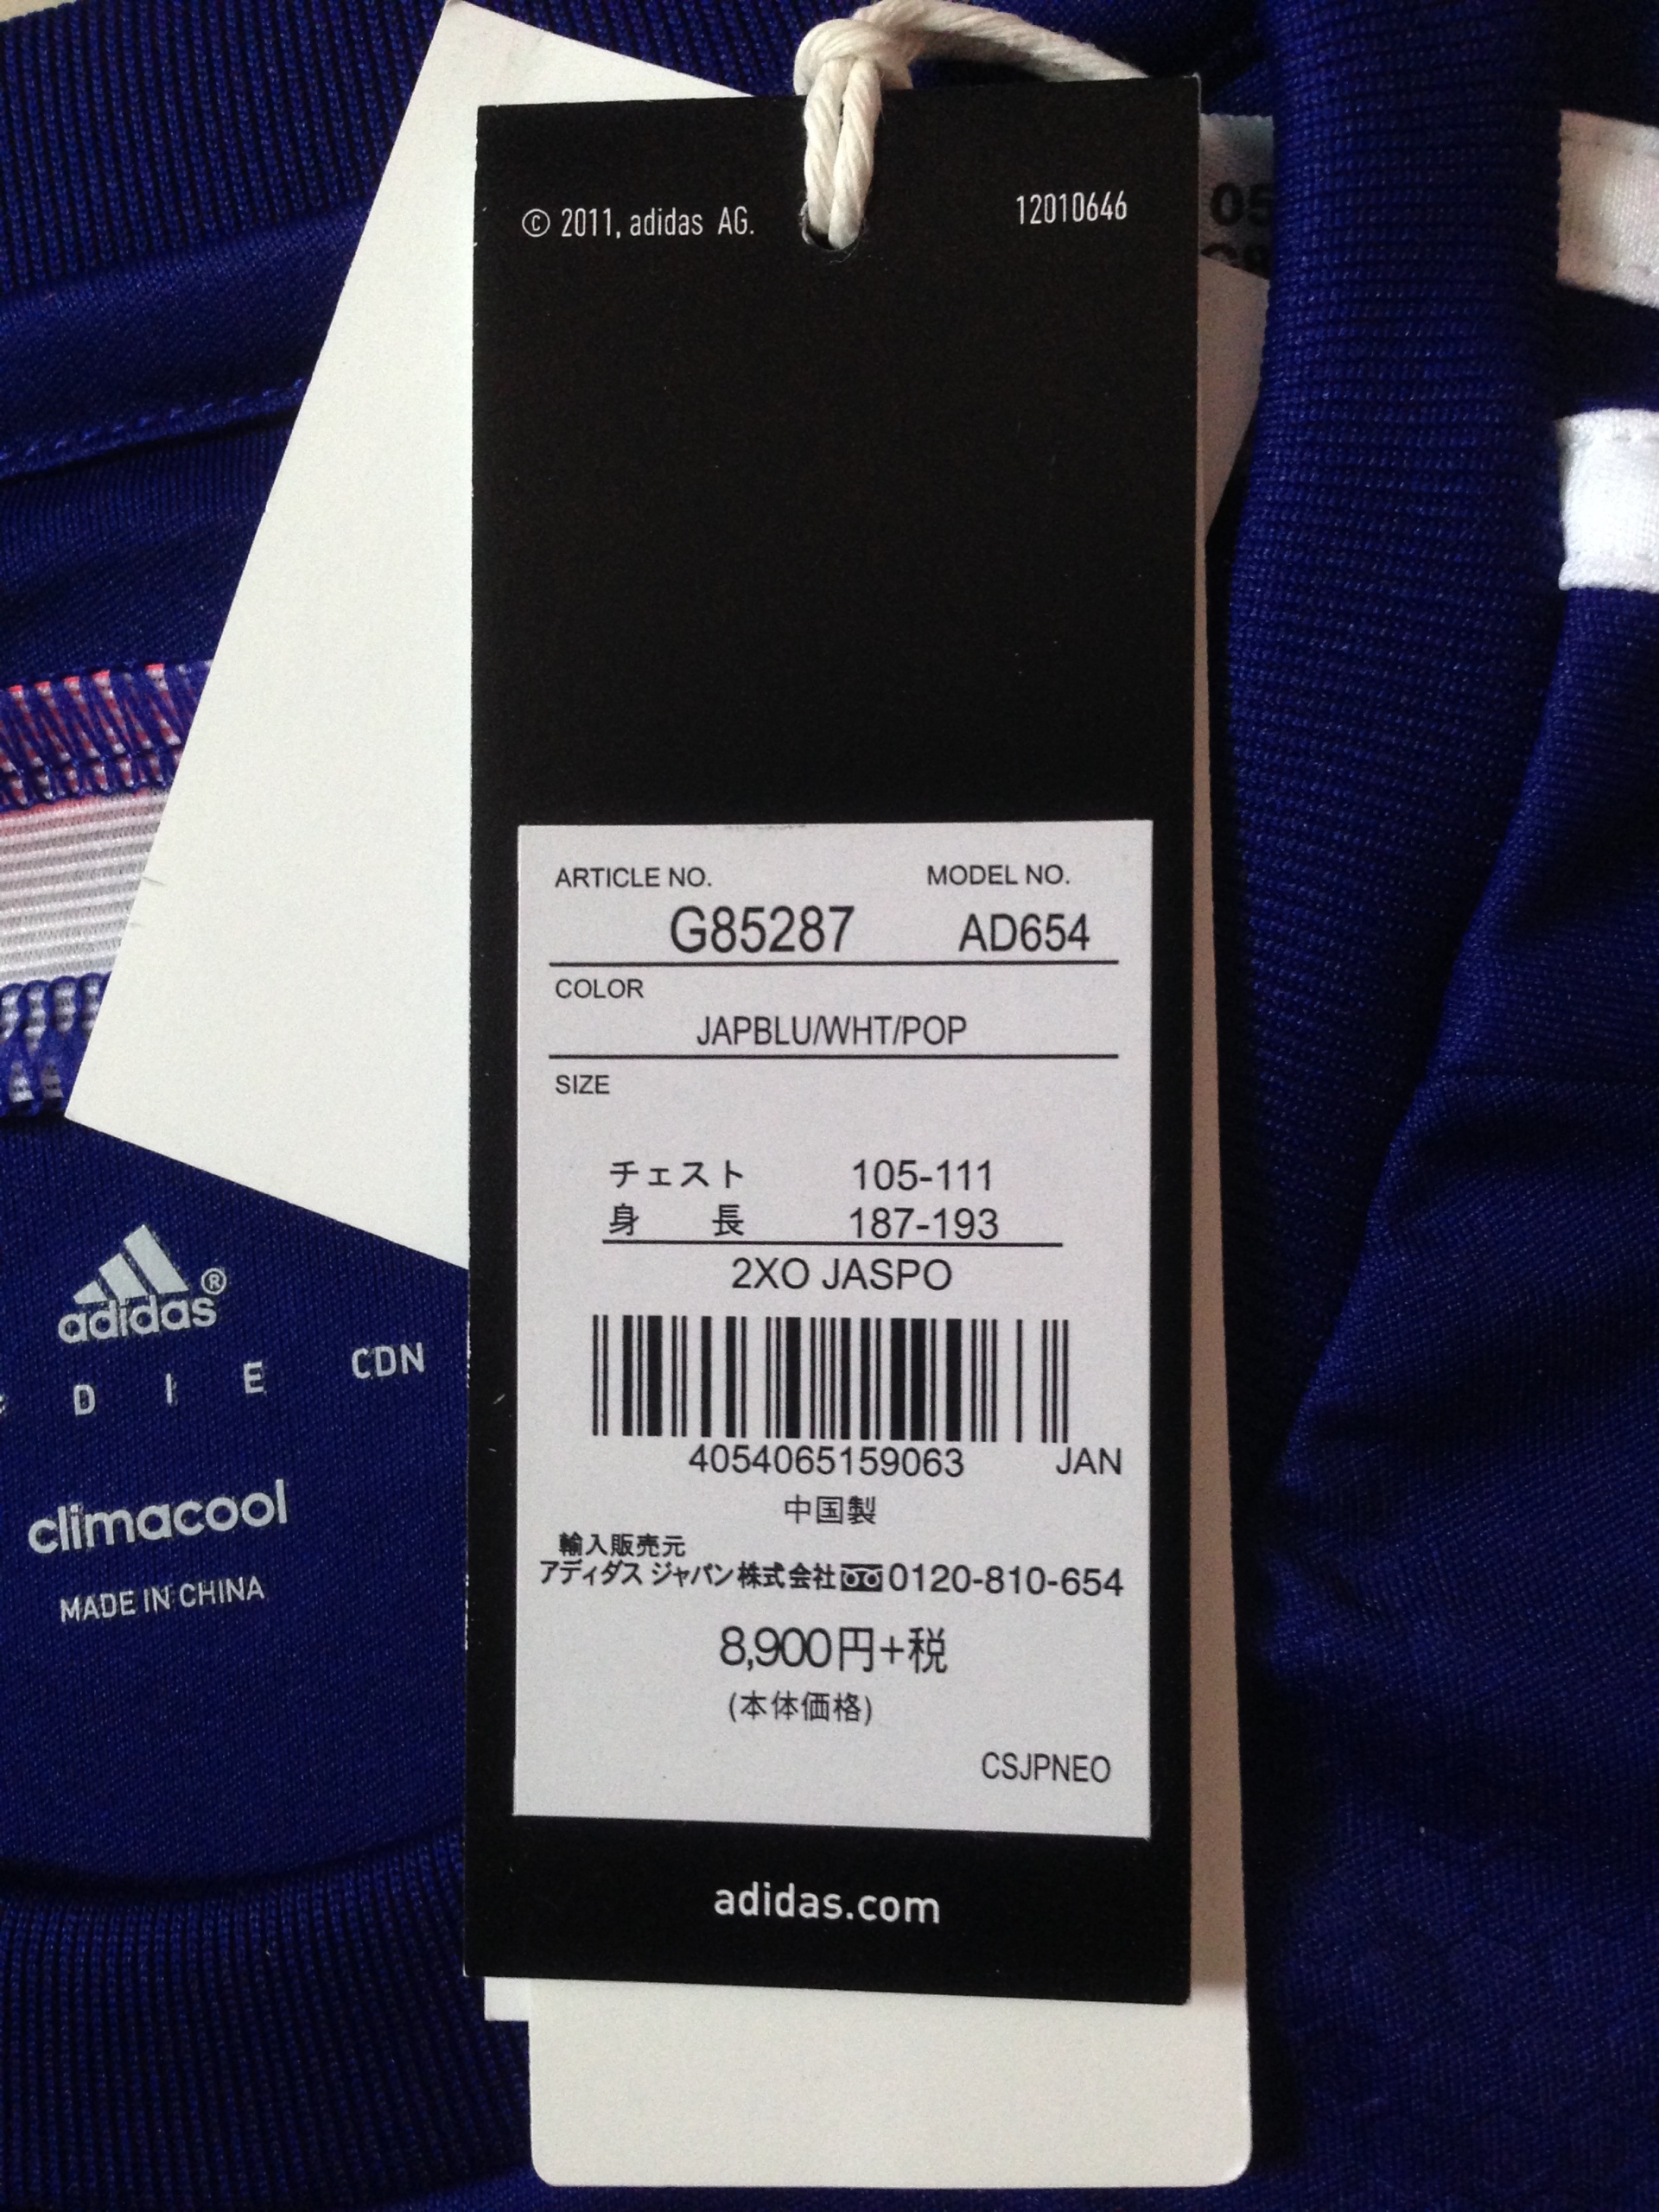 © 2011, adidas AG.
12010646
05
ARTICLE NO. MODEL NO.
G85287 AD654
COLOR
JAPBLU/WHT/POP
SIZE
チェスト 105-111
身 長 187-193
2XO JASPO
4054065159063 JAN
中国製
輸入販売元
アディダス ジャパン株式会社 0120-810-654
8,900円+税
(本体価格)
CSJPNEO
adidas.com
adidas®
D I E CDN
climacool
MADE IN CHINA